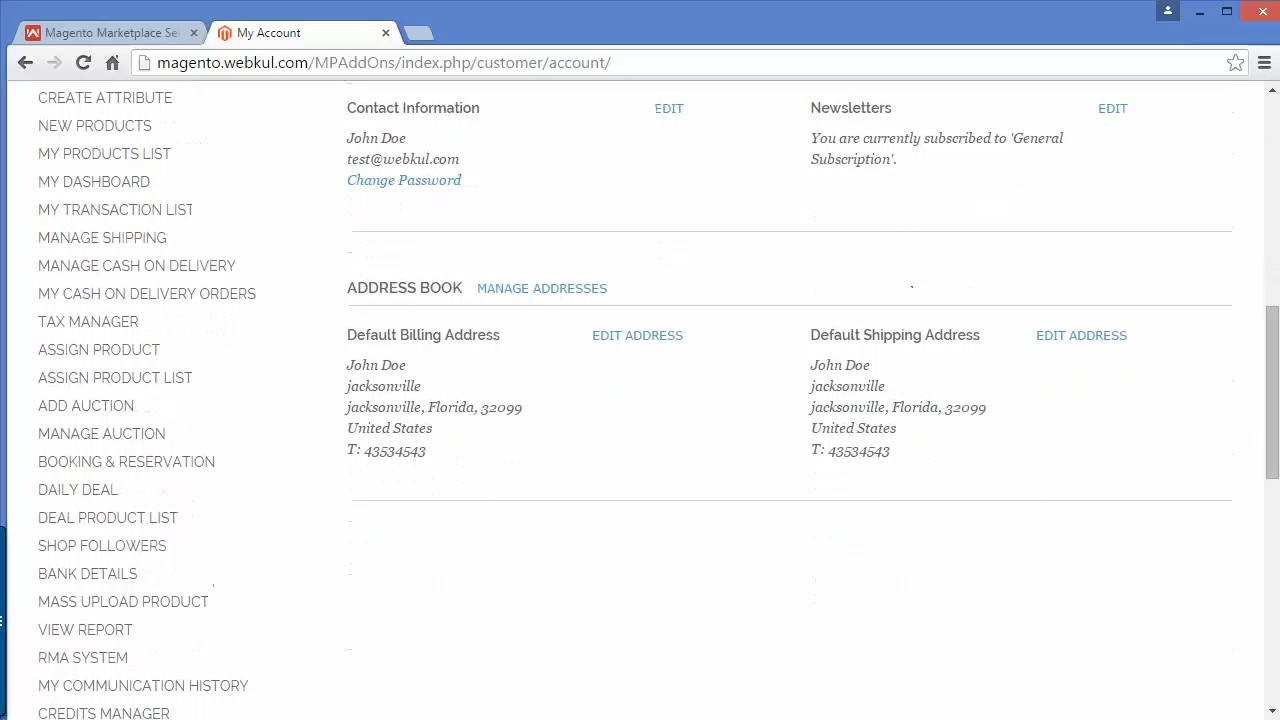 Magento Marketplace Se
My Account
magento.webkul.com/MPAddOns/index.php/customer/account/
CREATE ATTRIBUTE
NEW PRODUCTS
MY PRODUCTS LIST
MY DASHBOARD
MY TRANSACTION LIST
MANAGE SHIPPING
MANAGE CASH ON DELIVERY
MY CASH ON DELIVERY ORDERS
TAX MANAGER
ASSIGN PRODUCT
ASSIGN PRODUCT LIST
ADD AUCTION
MANAGE AUCTION
BOOKING & RESERVATION
DAILY DEAL
DEAL PRODUCT LIST
SHOP FOLLOWERS
BANK DETAILS
MASS UPLOAD PRODUCT
VIEW REPORT
RMA SYSTEM
MY COMMUNICATION HISTORY
CREDITS MANAGER
Contact Information EDIT
John Doe
test@webkul.com
Change Password
Newsletters EDIT
You are currently subscribed to 'General
Subscription'.
ADDRESS BOOK MANAGE ADDRESSES
Default Billing Address EDIT ADDRESS
John Doe
jacksonville
jacksonville, Florida, 32099
United States
T: 43534543
Default Shipping Address EDIT ADDRESS
John Doe
jacksonville
jacksonville, Florida, 32099
United States
T: 43534543